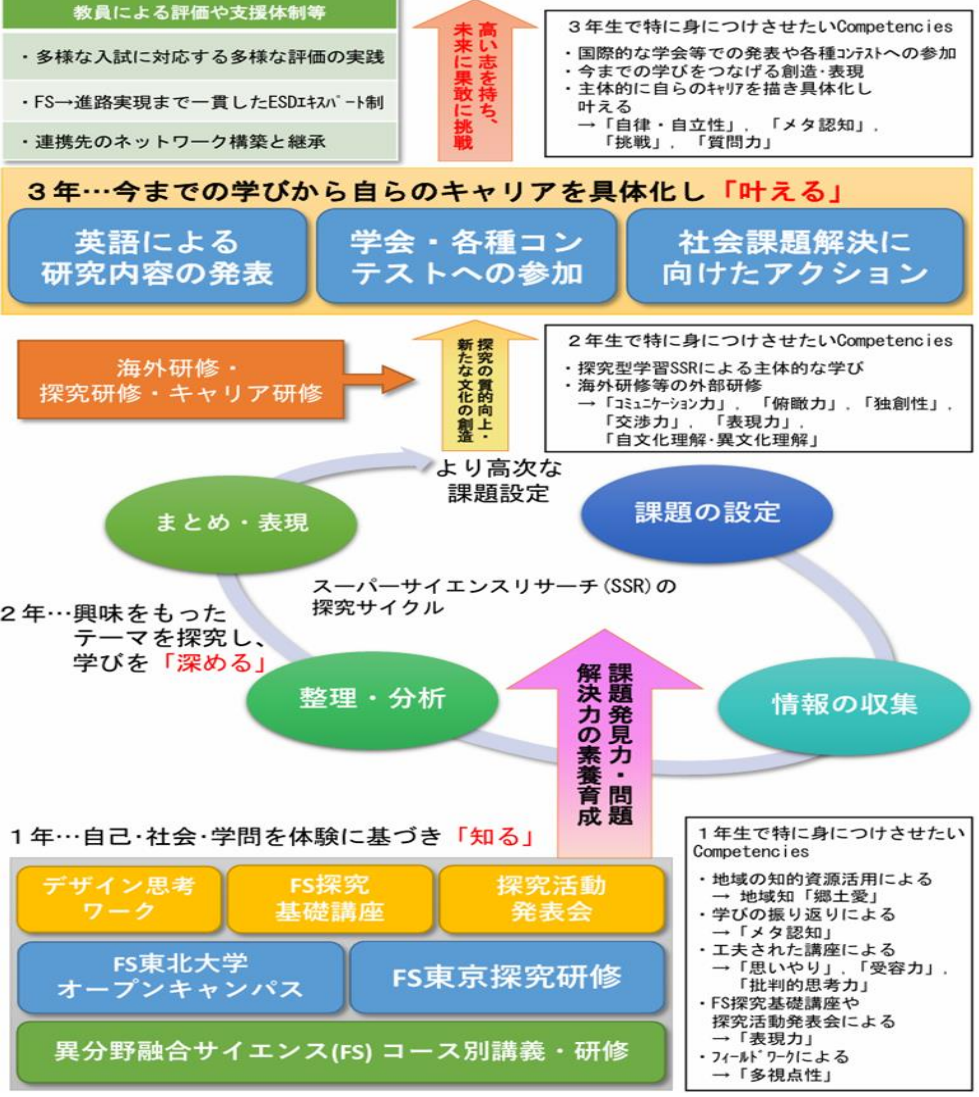 教員による評価や支援体制等
・多様な入試に対応する多様な評価の実践
・FS→進路実現まで一貫したESDｴｷｽﾊﾟｰﾄ制
・連携先のネットワーク構築と継承
高い志を持ち、
未来に果敢に挑戦
３年生で特に身につけさせたいCompetencies
・国際的な学会等での発表や各種ｺﾝﾃｽﾄへの参加
・今までの学びをつなげる創造･表現
・主体的に自らのｷｬﾘｱを描き具体化し
叶える
→「自律・自立性」，「メタ認知」，
「挑戦」，「質問力」
３年…今までの学びから自らのキャリアを具体化し「叶える」
英語による
研究内容の発表
学会・各種コン
テストへの参加
社会課題解決に
向けたアクション
海外研修・
探究研修・キャリア研修
探究の質的向上・
新たな文化の創造
２年生で特に身につけさせたいCompetencies
・探究型学習SSRによる主体的な学び
・海外研修等の外部研修
→「ｺﾐｭﾆｹｰｼｮﾝ力」，「俯瞰力」，「独創性」，
「交渉力」，「表現力」，
「自文化理解･異文化理解」
より高次な
課題設定
まとめ・表現
課題の設定
スーパーサイエンスリサーチ(SSR)の
探究サイクル
２年…興味をもった
テーマを探究し、
学びを「深める」
整理・分析
情報の収集
課題発見力・問題
解決力の素養育成
１年…自己･社会･学問を体験に基づき「知る」
デザイン思考
ワーク
FS探究
基礎講座
探究活動
発表会
FS東北大学
オープンキャンパス
FS東京探究研修
異分野融合サイエンス(FS) コース別講義・研修
１年生で特に身につけさせたい
Competencies
・地域の知的資源活用による
→ 地域知「郷土愛」
・学びの振り返りによる
→「メタ認知」
・工夫された講座による
→「思いやり」，「受容力」，
「批判的思考力」
・FS探究基礎講座や
探究活動発表会による
→「表現力」
・ﾌｨｰﾙﾄﾞﾜｰｸによる
→「多視点性」